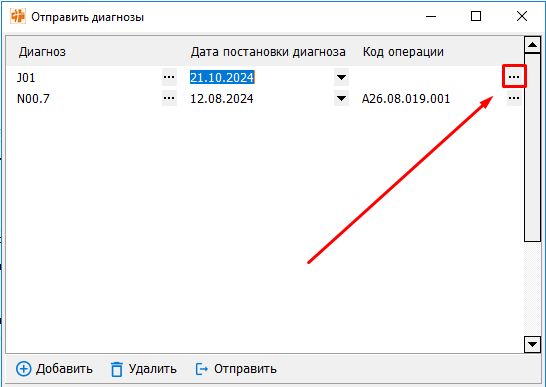 Отправить диагнозы
Диагноз Дата постановки диагноза Код операции
J01 ... 21.10.2024 ...
N00.7 ... 12.08.2024 A26.08.019.001 ...
Добавить Удалить Отправить